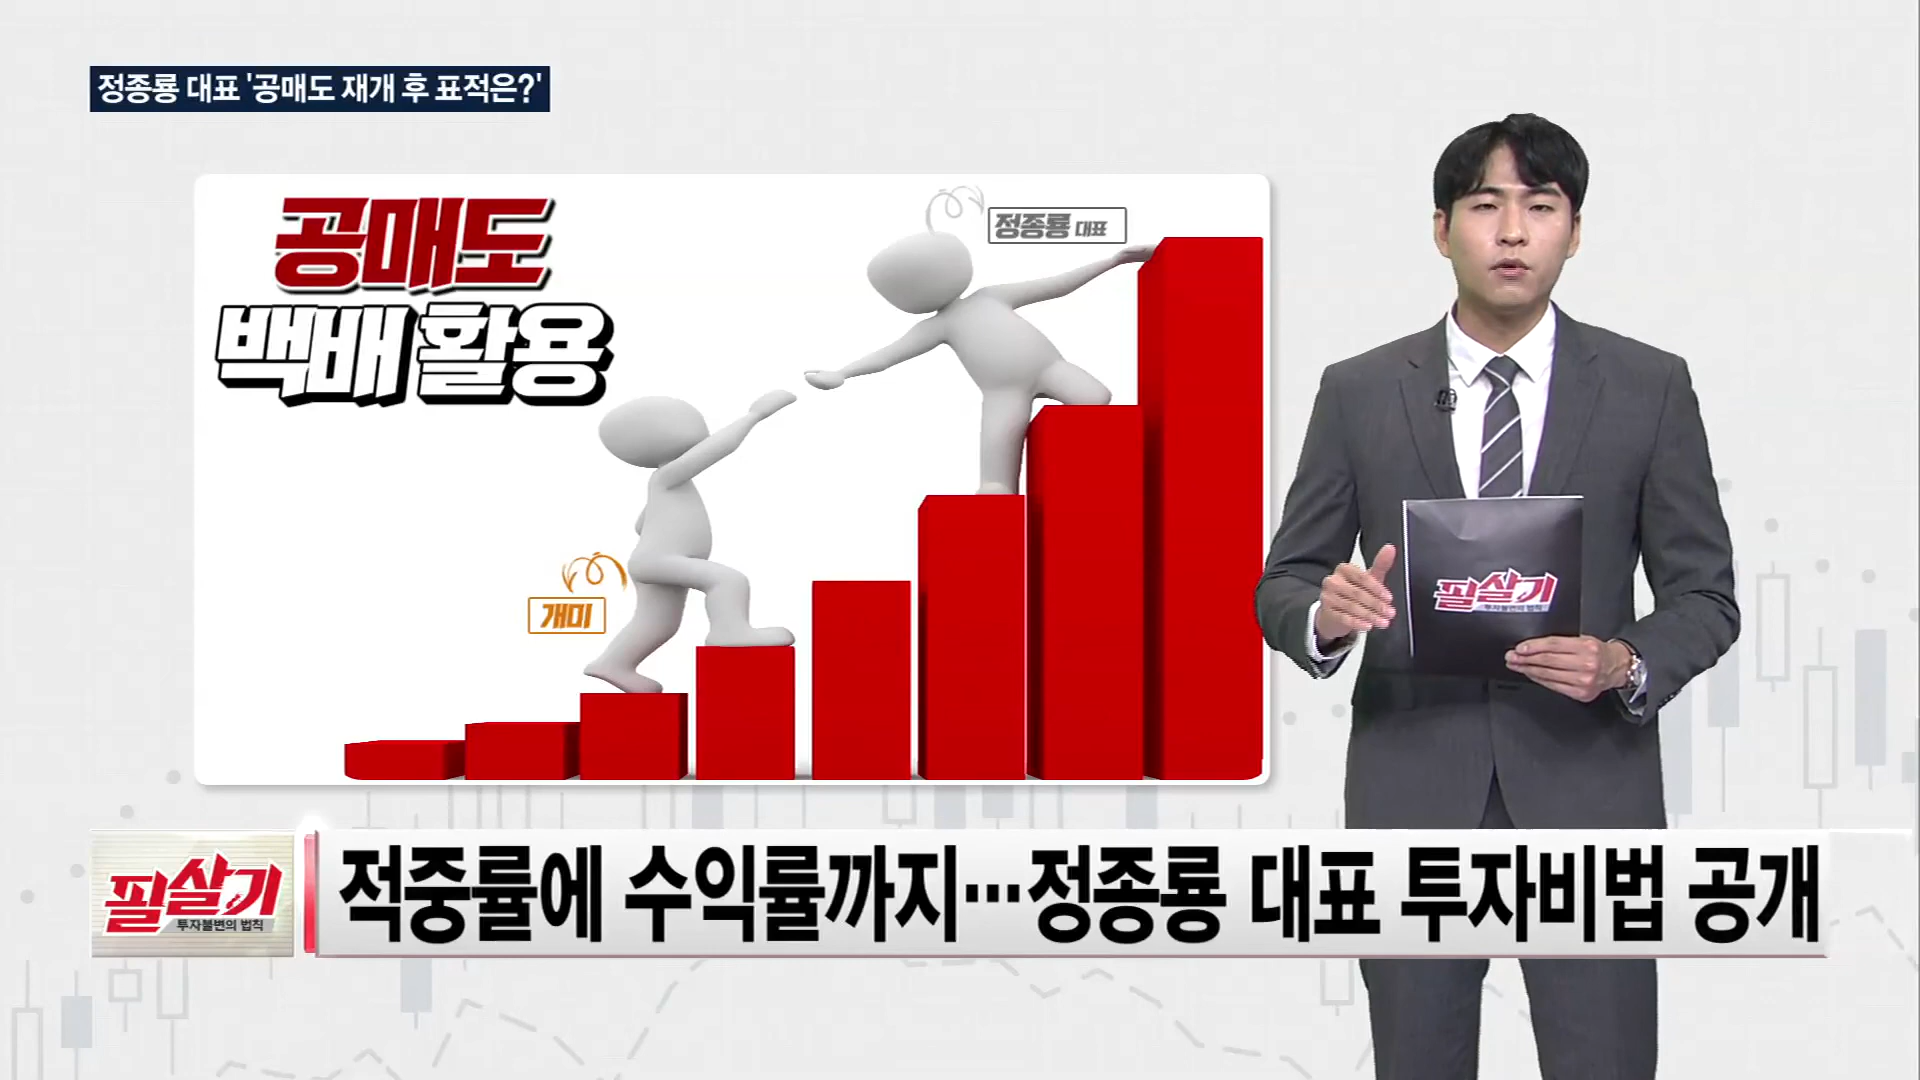 정종룡 대표 '공매도 재개 후 표적은?'
공매도
백배 활용
정종룡 대표
개미
필살기
투자불변의 법칙
필살기
투자불변의 법칙
적중률에 수익률까지…정종룡 대표 투자비법 공개